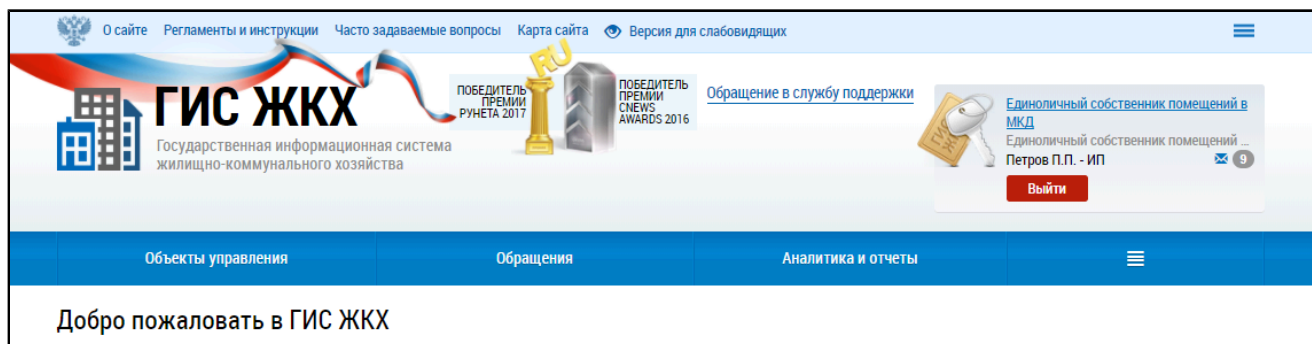 О сайте Регламенты и инструкции Часто задаваемые вопросы Карта сайта Версия для слабовидящих
ГИС ЖКХ
Государственная информационная система
жилищно-коммунального хозяйства
ПОБЕДИТЕЛЬ
ПРЕМИИ
РУНЕТА 2017
RU
ПОБЕДИТЕЛЬ
ПРЕМИИ
CNEWS
AWARDS 2016
Обращение в службу поддержки
ГИС
Ж
Единоличный собственник помещений в
МКД
Единоличный собственник помещений ...
Петров П.П. - ИП 9
Выйти
Объекты управления Обращения Аналитика и отчеты
Добро пожаловать в ГИС ЖКХ